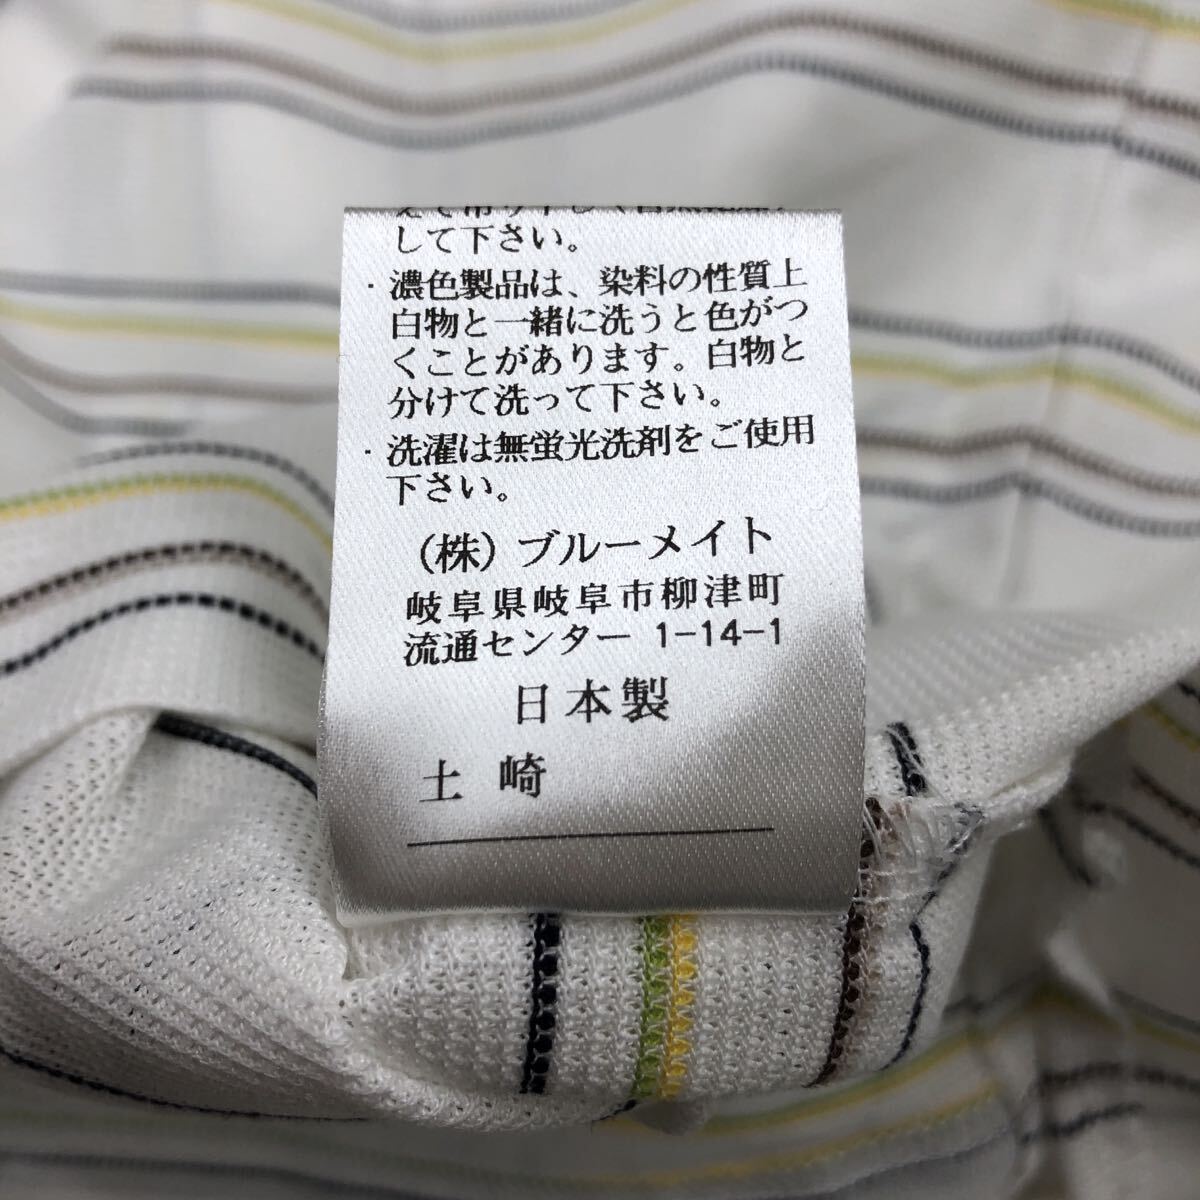 して下さい。
・濃色製品は、染料の性質上
白物と一緒に洗うと色がつ
くことがあります。白物と
分けて洗って下さい。
・洗濯は無蛍光洗剤をご使用
下さい。
(株) ブルーメイト
岐阜県岐阜市柳津町
流通センター 1-14-1
日本製
土崎